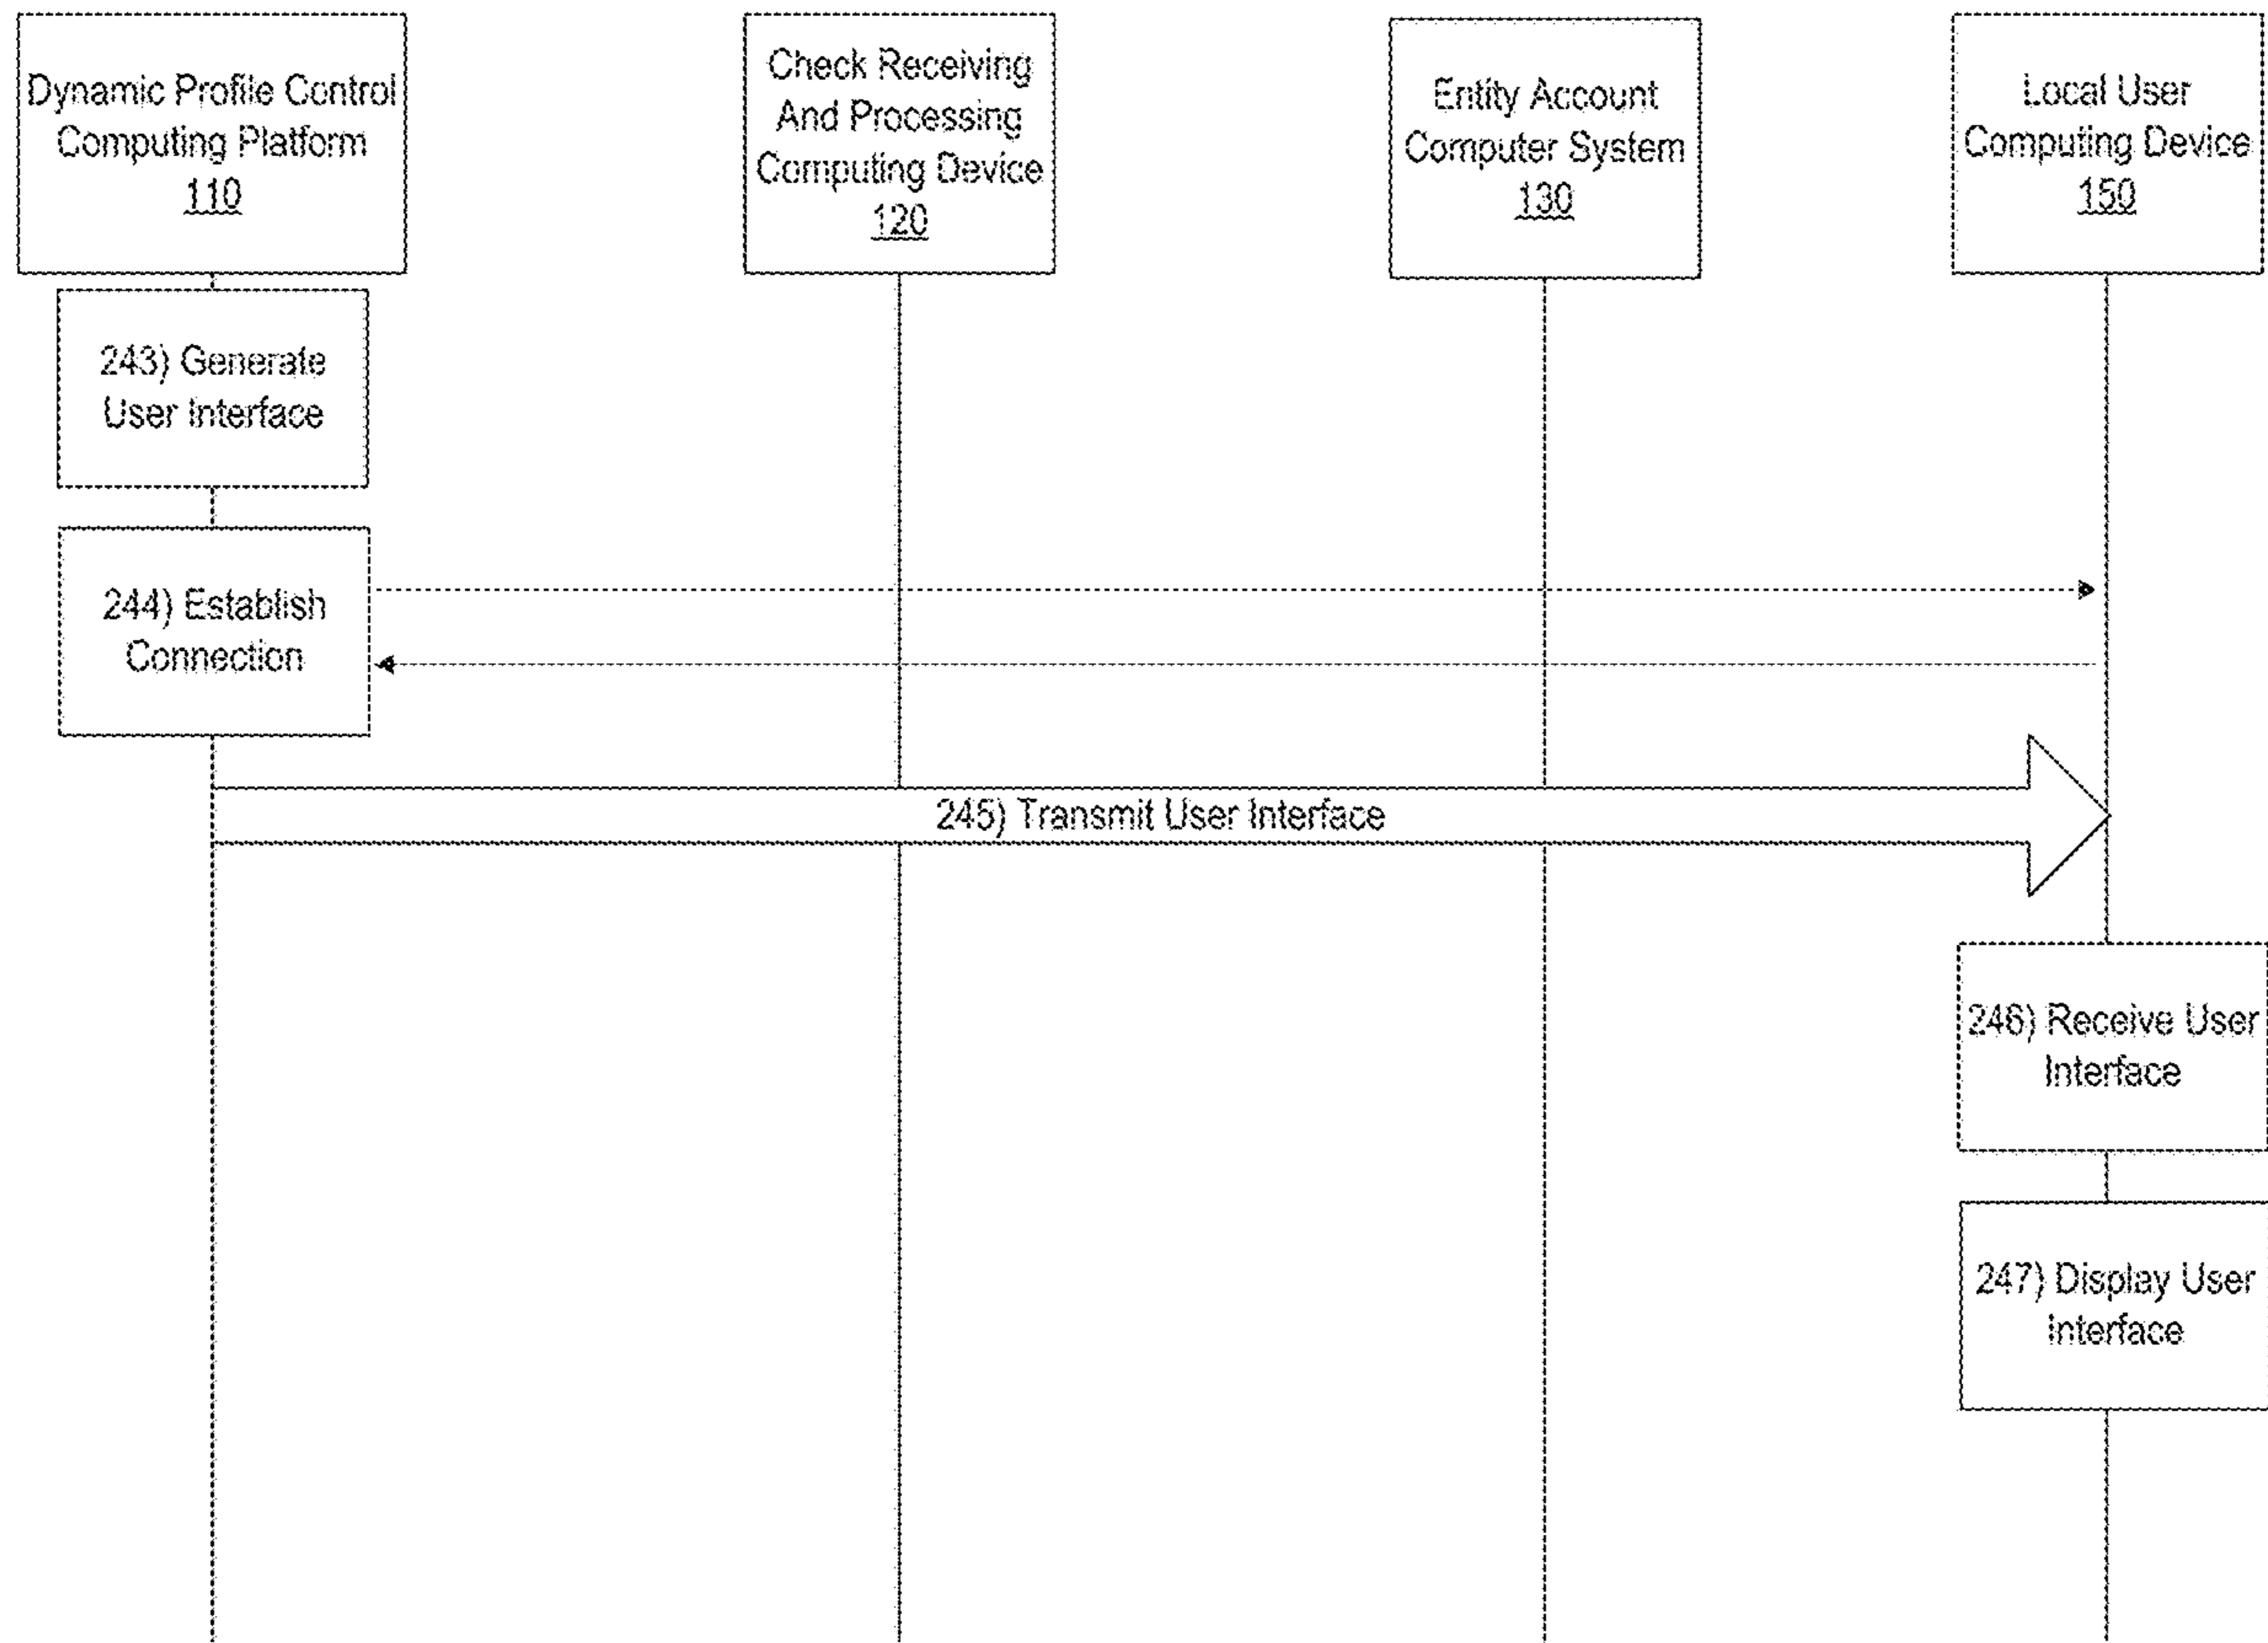 Dynamic Profile Control
Computing Platform
110
Check Receiving
And Processing
Computing Device
120
Entity Account
Computer System
130
Local User
Computing Device
150
243) Generate
User Interface
244) Establish
Connection
245) Transmit User Interface
246) Receive User
Interface
247) Display User
Interface